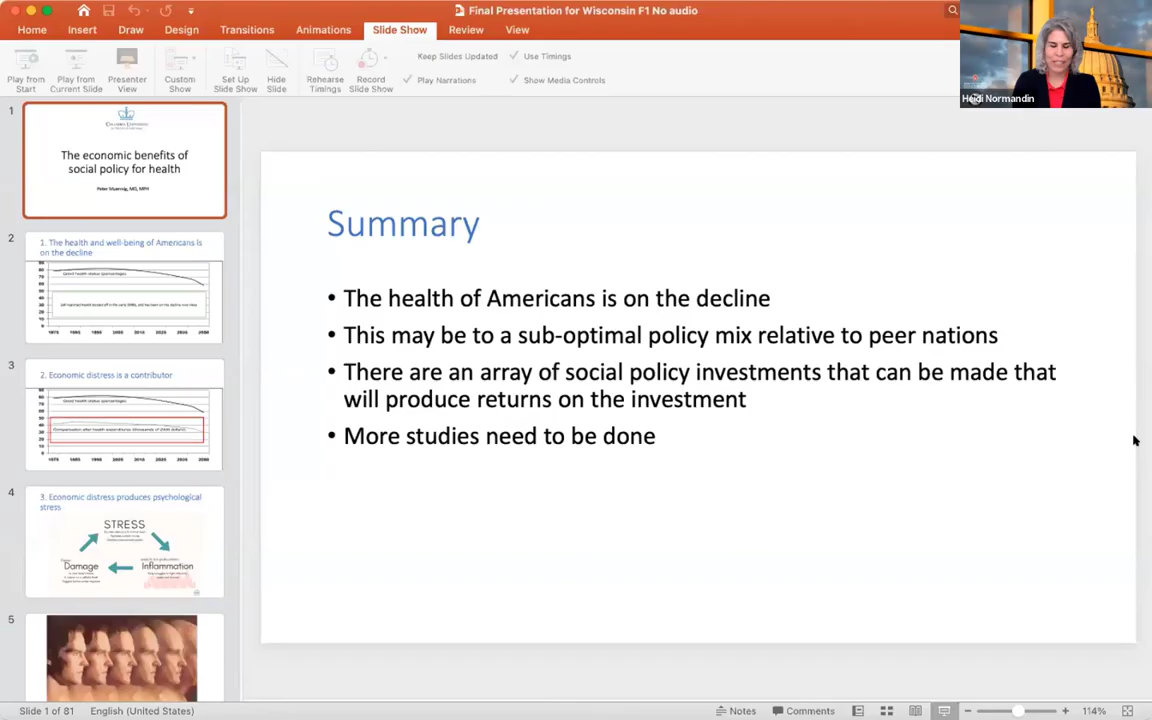 Final Presentation for Wisconsin F1 No audio
Home Insert Draw Design Transitions Animations Slide Show Review View
Keep Slides Updated Use Timings
Play from Start Play from Current Slide Presenter View Custom Show Set Up Slide Show Hide Slide Rehearse Timings Record Slide Show Play Narrations Show Media Controls
Heidi Normandin
1
The economic benefits of
social policy for health
2
1. The health and well-being of Americans is
on the decline
3
2. Economic distress is a contributor
4
3. Economic distress produces psychological
stress
STRESS
Damage Inflammation
5
Summary
• The health of Americans is on the decline
• This may be to a sub-optimal policy mix relative to peer nations
• There are an array of social policy investments that can be made that
will produce returns on the investment
• More studies need to be done
Slide 1 of 81 English (United States) Notes Comments 114%